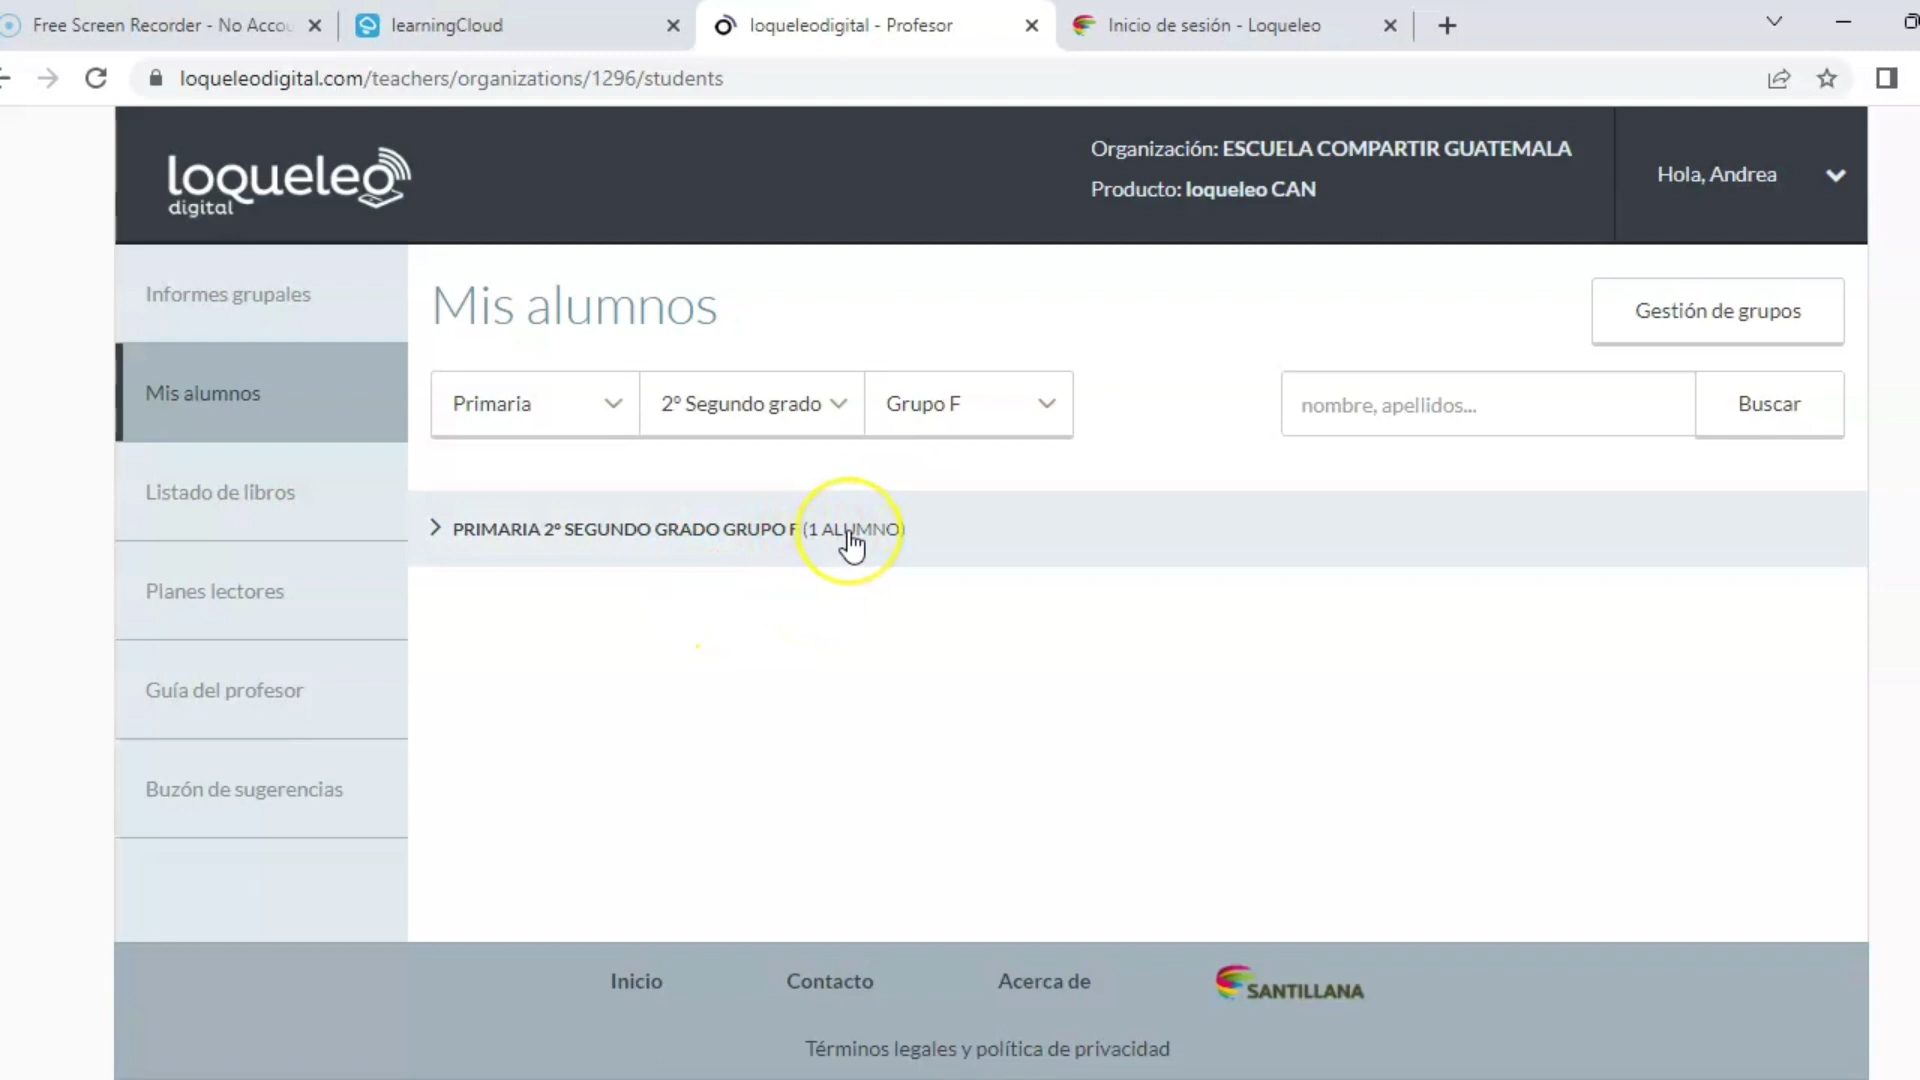 Free Screen Recorder - No Accou
learningCloud
loqueleodigital - Profesor
Inicio de sesión - Loqueleo
loqueleodigital.com/teachers/organizations/1296/students
loqueleo
digital
Organización: ESCUELA COMPARTIR GUATEMALA
Producto: loqueleo CAN
Hola, Andrea
Informes grupales
Mis alumnos
Listado de libros
Planes lectores
Guía del profesor
Buzón de sugerencias
Mis alumnos
Gestión de grupos
Primaria
2º Segundo grado
Grupo F
nombre, apellidos...
Buscar
PRIMARIA 2º SEGUNDO GRADO GRUPO F (1 ALUMNO)
Inicio
Contacto
Acerca de
SANTILLANA
Términos legales y política de privacidad